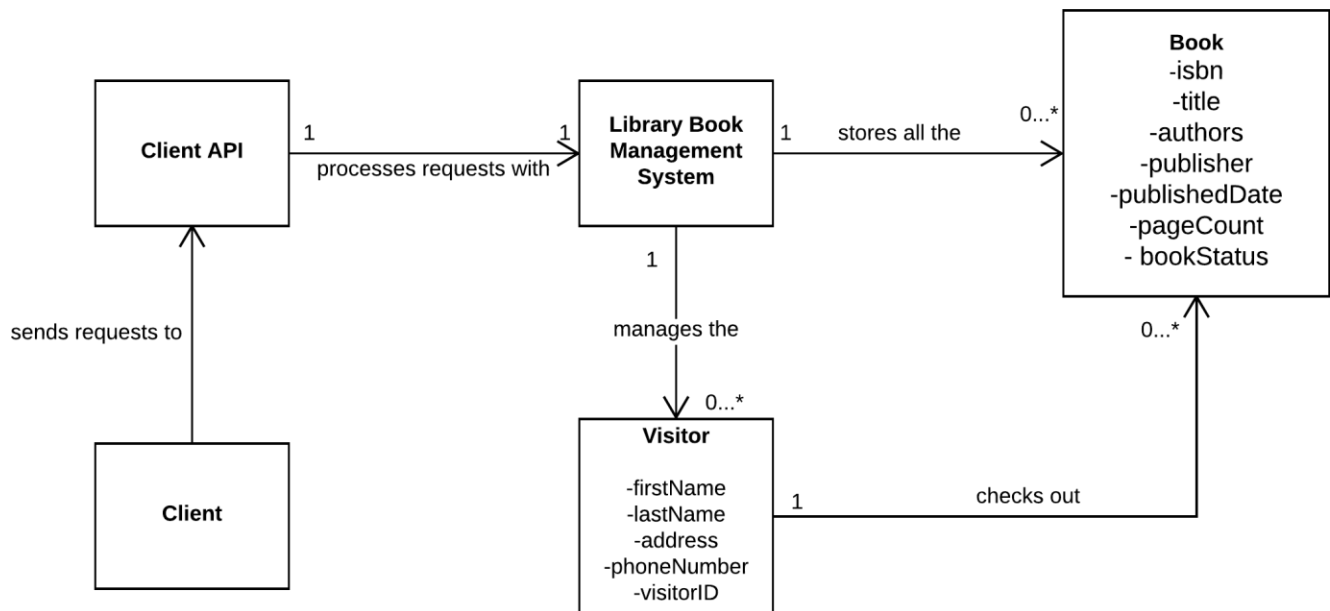 Book
-isbn
-title
-authors
-publisher
-publishedDate
-pageCount
- bookStatus
Client API
1
processes requests with
1
Library Book
Management
System
1
stores all the
0...*
1
manages the
0...*
sends requests to
Client
Visitor
-firstName
-lastName
-address
-phoneNumber
-visitorID
1
checks out
0...*